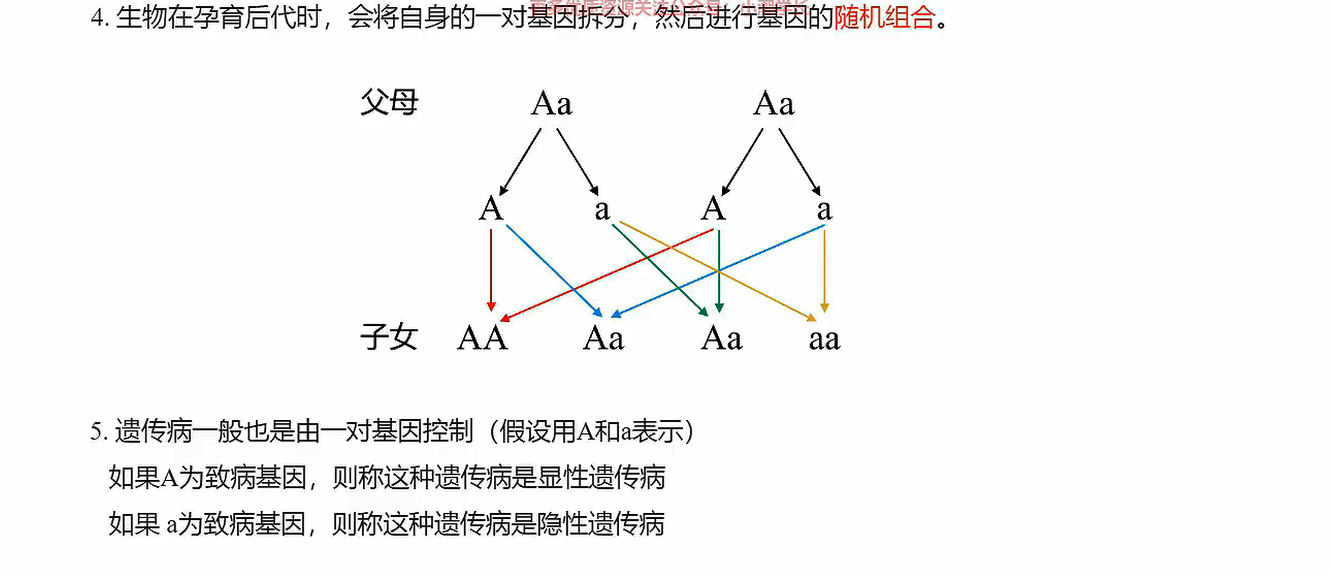 4. 生物在孕育后代时，会将自身的一对基因拆分，然后进行基因的随机组合。
父母 Aa Aa
A a A a
子女 AA Aa Aa aa
5. 遗传病一般也是由一对基因控制（假设用A和a表示）
如果A为致病基因，则称这种遗传病是显性遗传病
如果 a为致病基因，则称这种遗传病是隐性遗传病